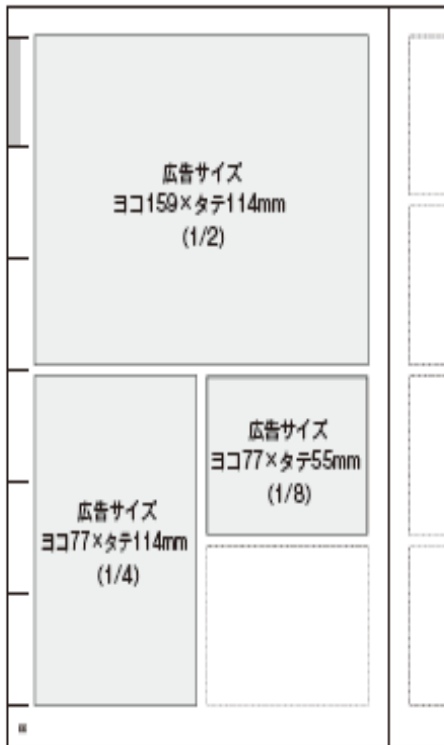 広告サイズ
ヨコ159×タテ114mm
(1/2)
広告サイズ
ヨコ77×タテ114mm
(1/4)
広告サイズ
ヨコ77×タテ55mm
(1/8)